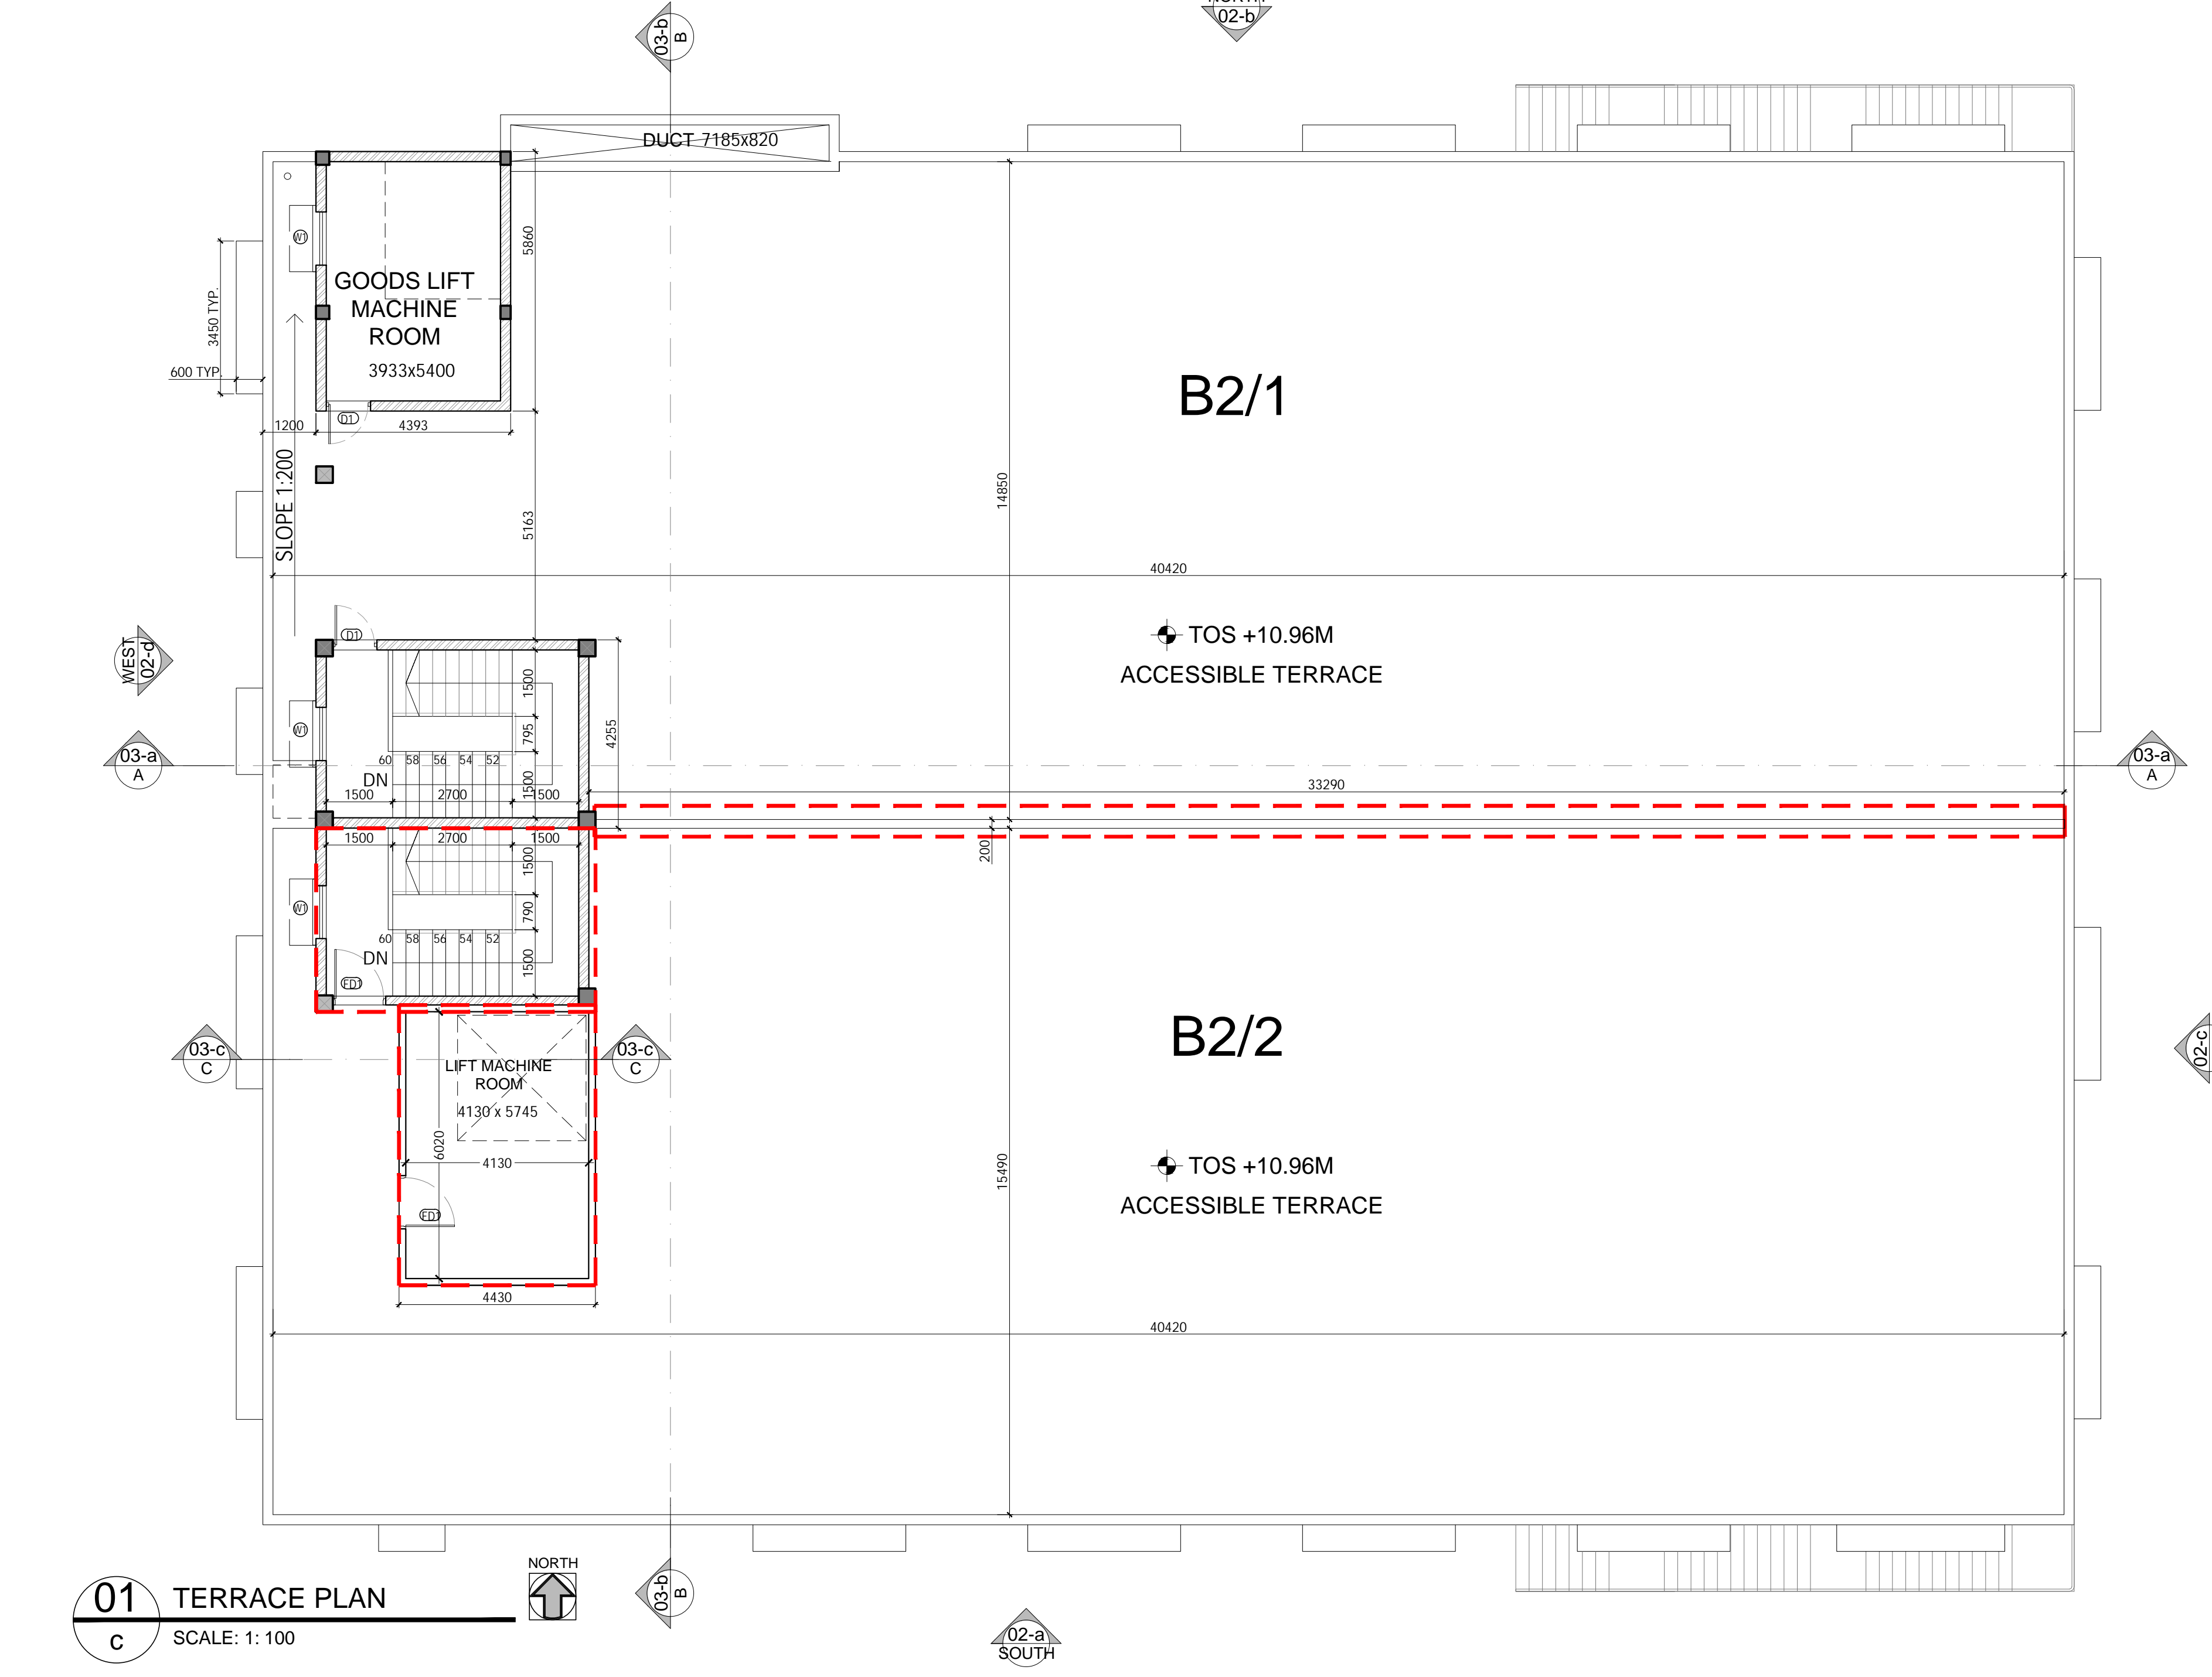 03-b
B
NORTH
02-b
DUCT 7185x820
W1
5860
3450 TYP.
GOODS LIFT
MACHINE
ROOM
3933x5400
600 TYP.
B2/1
D1
1200
4393
SLOPE 1:200
14850
5163
40420
D1
TOS +10.96M
ACCESSIBLE TERRACE
WEST
02-d
1500
W1
795
4255
03-a
A
60 58 56 54 52
DN
1500
1500 2700 1500
33290
03-a
A
1500 2700 1500
1500
200
W1
790
60 58 56 54 52
DN
1500
FD1
B2/2
03-c
C
LIFT MACHINE
ROOM
03-c
C
02-c
4130 x 5745
6020
4130
15490
TOS +10.96M
ACCESSIBLE TERRACE
FD1
4430
40420
01
c
TERRACE PLAN
SCALE: 1: 100
NORTH
03-b
B
02-a
SOUTH